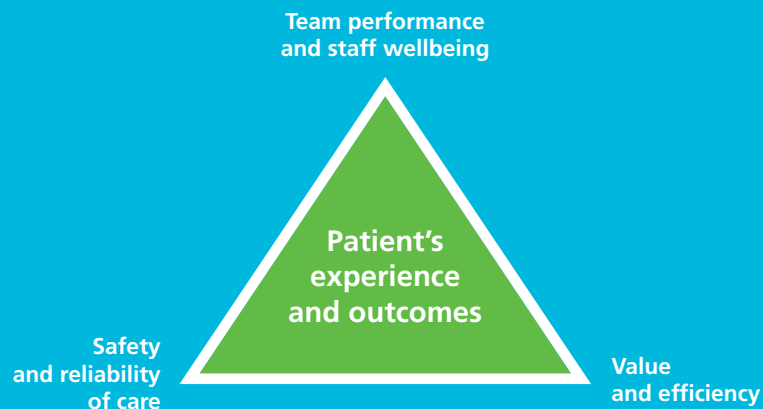 Team performance
and staff wellbeing
Patient's
experience
and outcomes
Safety
and reliability
of care
Value
and efficiency